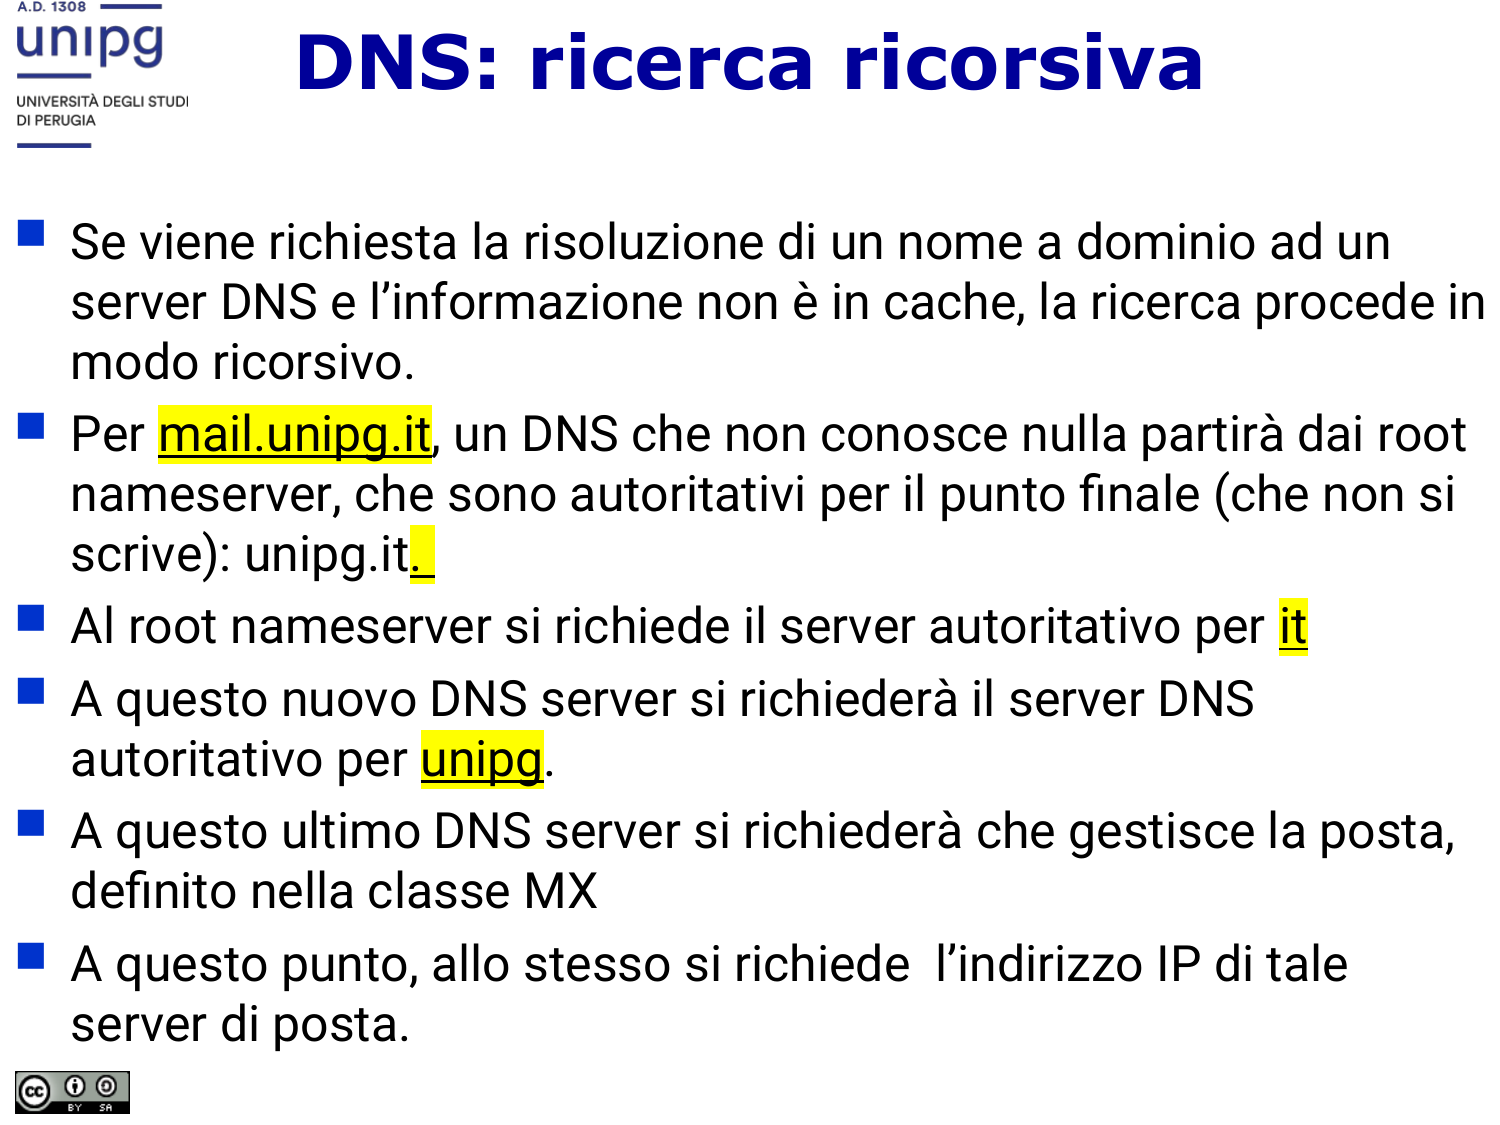 A.D. 1308
unipg
UNIVERSITÀ DEGLI STUDI
DI PERUGIA
DNS: ricerca ricorsiva
Se viene richiesta la risoluzione di un nome a dominio ad un
server DNS e l’informazione non è in cache, la ricerca procede in
modo ricorsivo.
Per mail.unipg.it, un DNS che non conosce nulla partirà dai root
nameserver, che sono autoritativi per il punto finale (che non si
scrive): unipg.it.
Al root nameserver si richiede il server autoritativo per it
A questo nuovo DNS server si richiederà il server DNS
autoritativo per unipg.
A questo ultimo DNS server si richiederà che gestisce la posta,
definito nella classe MX
A questo punto, allo stesso si richiede  l’indirizzo IP di tale
server di posta.
cc BY SA